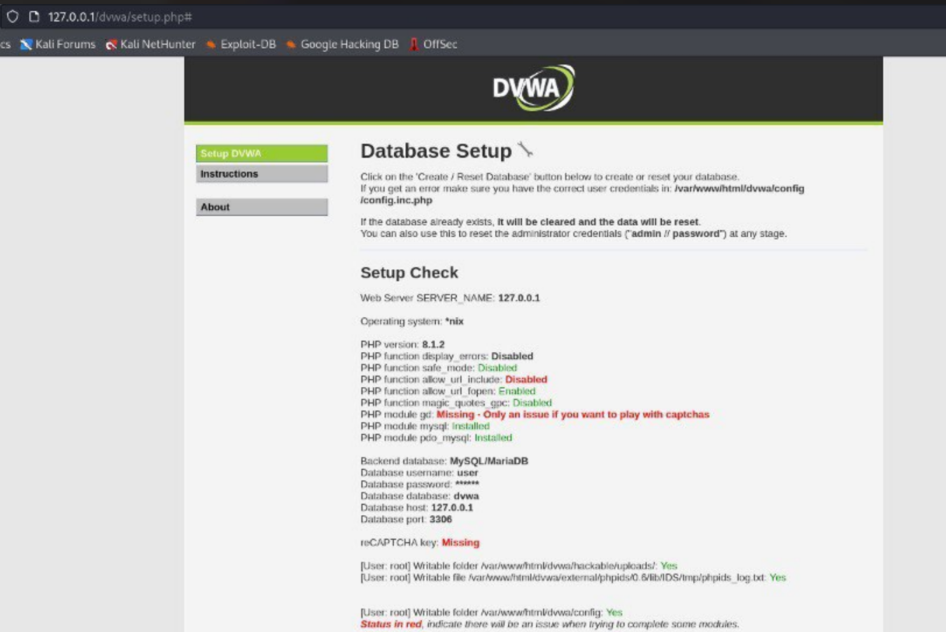 127.0.0.1/dvwa/setup.php#
cs Kali Forums Kali NetHunter Exploit-DB Google Hacking DB OffSec
DVWA
Setup DVWA
Instructions
About
Database Setup
Click on the 'Create / Reset Database' button below to create or reset your database.
If you get an error make sure you have the correct user credentials in: /var/www/html/dvwa/config
/config.inc.php
If the database already exists, it will be cleared and the data will be reset.
You can also use this to reset the administrator credentials ("admin // password") at any stage.
Setup Check
Web Server SERVER_NAME: 127.0.0.1
Operating system: *nix
PHP version: 8.1.2
PHP function display_errors: Disabled
PHP function safe_mode: Disabled
PHP function allow_url_include: Disabled
PHP function allow_url_fopen: Enabled
PHP function magic_quotes_gpc: Disabled
PHP module gd: Missing - Only an issue if you want to play with captchas
PHP module mysql: Installed
PHP module pdo_mysql: Installed
Backend database: MySQL/MariaDB
Database username: user
Database password: ******
Database database: dvwa
Database host: 127.0.0.1
Database port: 3306
reCAPTCHA key: Missing
[User: root] Writable folder /var/www/html/dvwa/hackable/uploads/: Yes
[User: root] Writable file /var/www/html/dvwa/external/phpids/0.6/lib/IDS/tmp/phpids_log.txt: Yes
[User: root] Writable folder /var/www/html/dvwa/config: Yes
Status in red, indicate there will be an issue when trying to complete some modules.